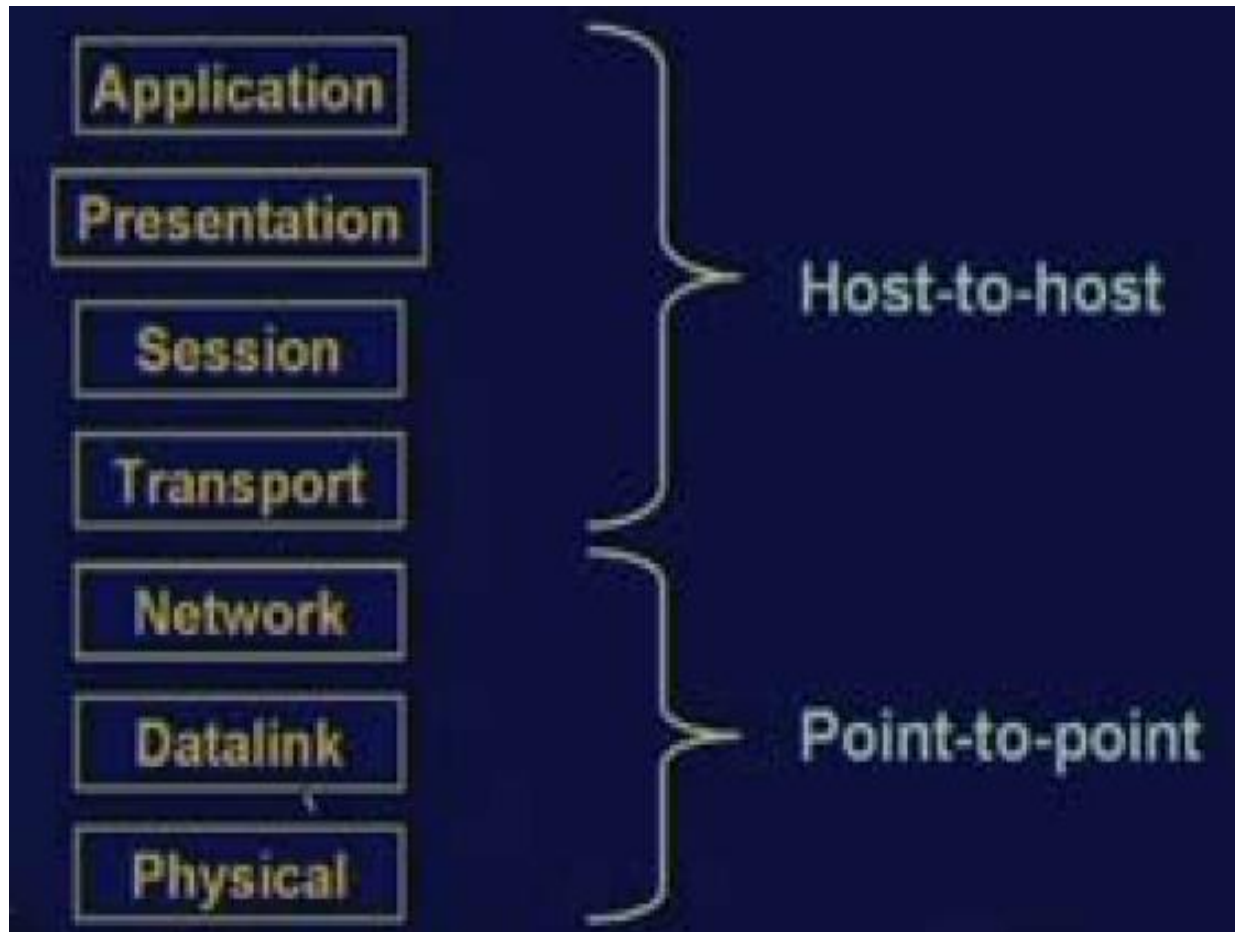 Application
Presentation
Session
Transport
Network
Datalink
Physical
Host-to-host
Point-to-point